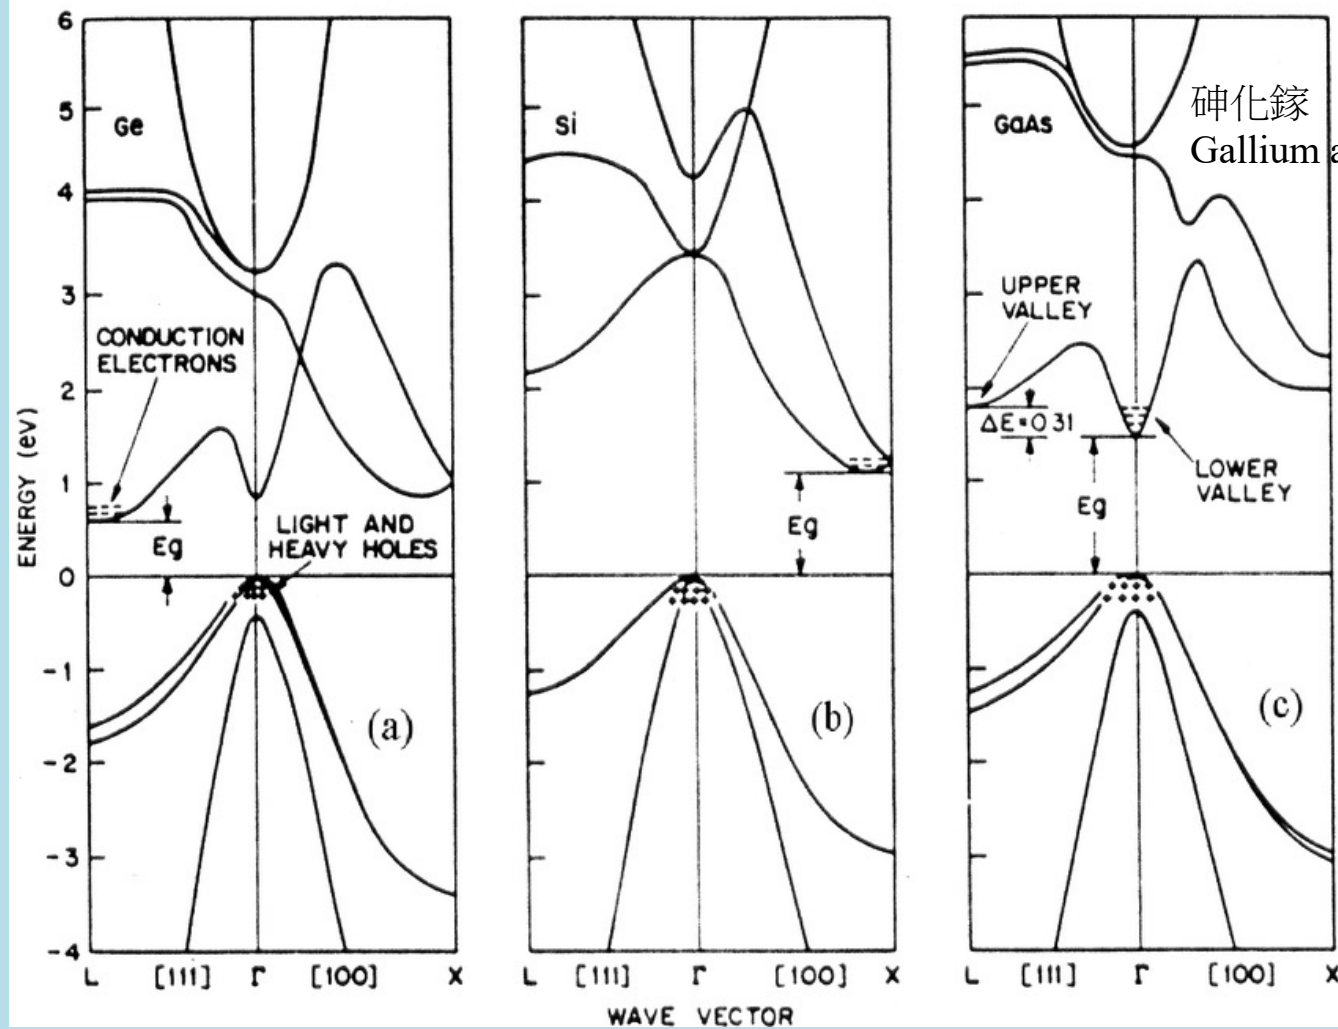 6
5
4
3
2
1
0
-1
-2
-3
-4
ENERGY (eV)
Ge
CONDUCTION
ELECTRONS
Eg
LIGHT AND
HEAVY HOLES
(a)
L [111] Γ [100] X
Si
Eg
(b)
L [111] Γ [100] X
GaAs
砷化鎵
Gallium a
UPPER
VALLEY
ΔE=0.31
LOWER
VALLEY
Eg
(c)
L [111] Γ [100] X
WAVE VECTOR